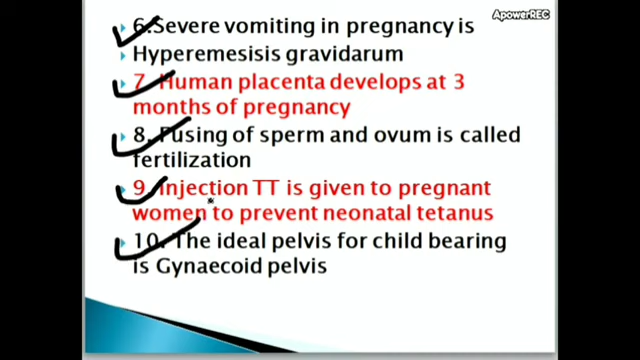 ApowerREC
6.Severe vomiting in pregnancy is
Hyperemesisis gravidarum
7. Human placenta develops at 3
months of pregnancy
8. Fusing of sperm and ovum is called
fertilization
9. Injection TT is given to pregnant
women to prevent neonatal tetanus
10. The ideal pelvis for child bearing
is Gynaecoid pelvis